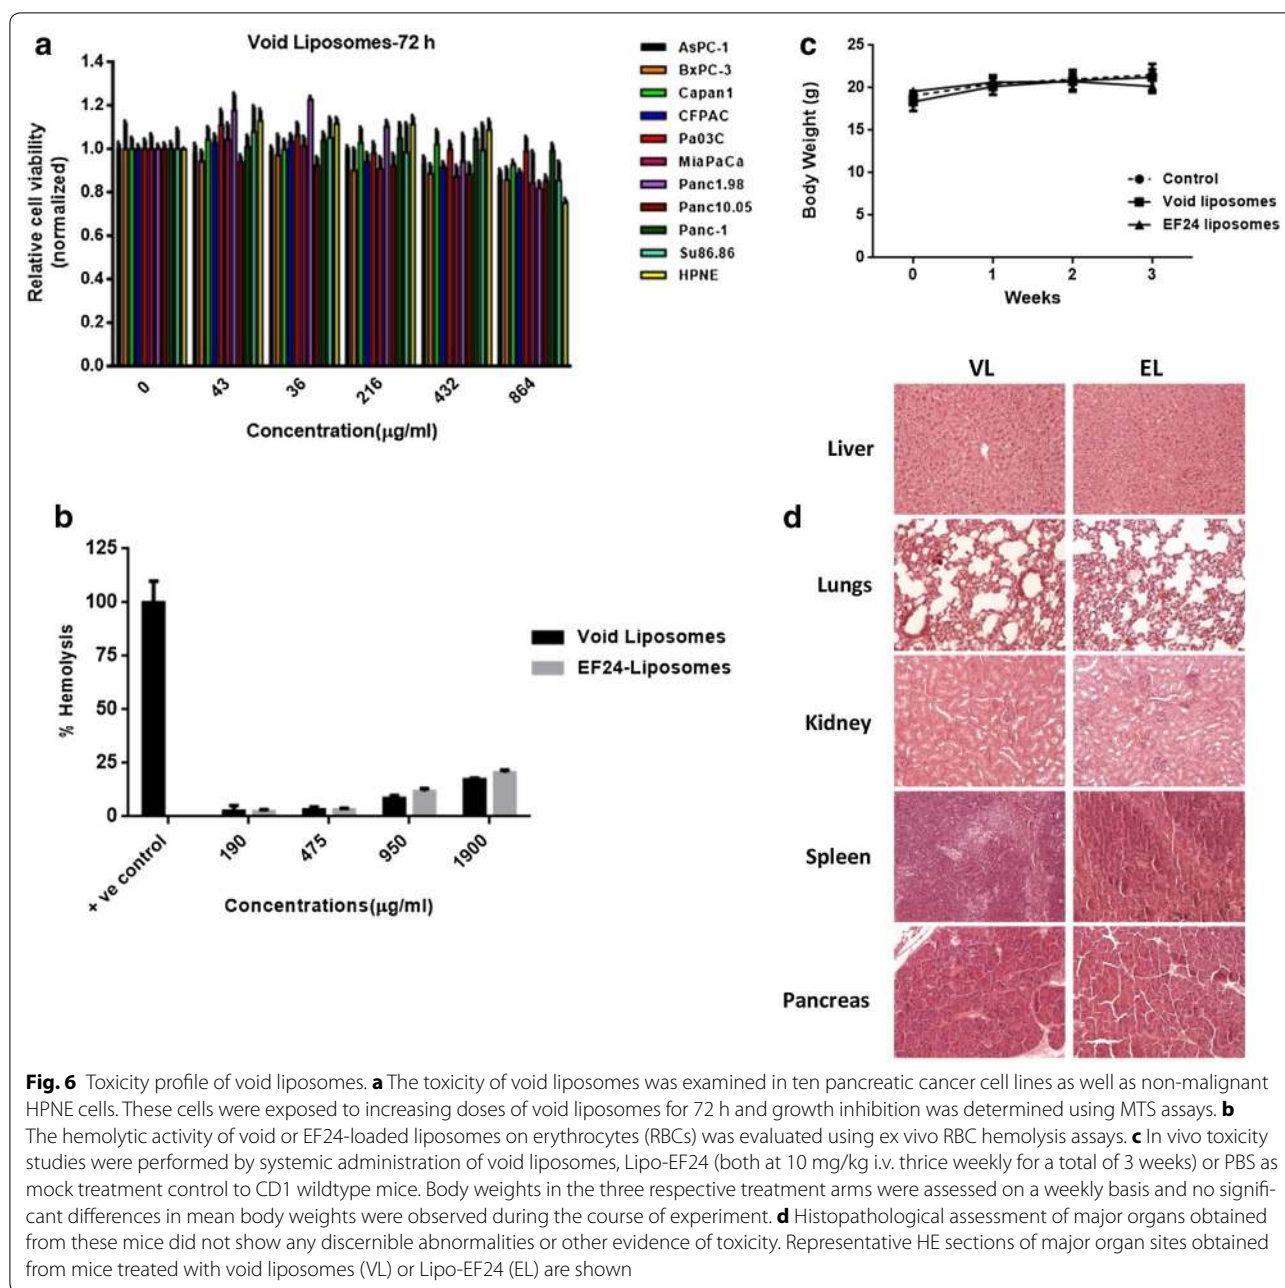 a
Void Liposomes-72 h
1.4
1.2
1.0
0.8
0.6
0.4
0.2
0.0
Relative cell viability
(normalized)
0
43
36
216
432
864
Concentration(μg/ml)
AsPC-1
BxPC-3
Capan1
CFPAC
Pa03C
MiaPaCa
Panc1.98
Panc10.05
Panc-1
Su86.86
HPNE
c
25
20
15
10
5
0
Body Weight (g)
0
1
2
3
Weeks
Control
Void liposomes
EF24 liposomes
b
125
100
75
50
25
0
% Hemolysis
+ ve control
190
475
950
1900
Concentrations(μg/ml)
Void Liposomes
EF24-Liposomes
d
VL
EL
Liver
Lungs
Kidney
Spleen
Pancreas
Fig. 6 Toxicity profile of void liposomes. a The toxicity of void liposomes was examined in ten pancreatic cancer cell lines as well as non-malignant
HPNE cells. These cells were exposed to increasing doses of void liposomes for 72 h and growth inhibition was determined using MTS assays. b
The hemolytic activity of void or EF24-loaded liposomes on erythrocytes (RBCs) was evaluated using ex vivo RBC hemolysis assays. c In vivo toxicity
studies were performed by systemic administration of void liposomes, Lipo-EF24 (both at 10 mg/kg i.v. thrice weekly for a total of 3 weeks) or PBS as
mock treatment control to CD1 wildtype mice. Body weights in the three respective treatment arms were assessed on a weekly basis and no signifi-
cant differences in mean body weights were observed during the course of experiment. d Histopathological assessment of major organs obtained
from these mice did not show any discernible abnormalities or other evidence of toxicity. Representative HE sections of major organ sites obtained
from mice treated with void liposomes (VL) or Lipo-EF24 (EL) are shown